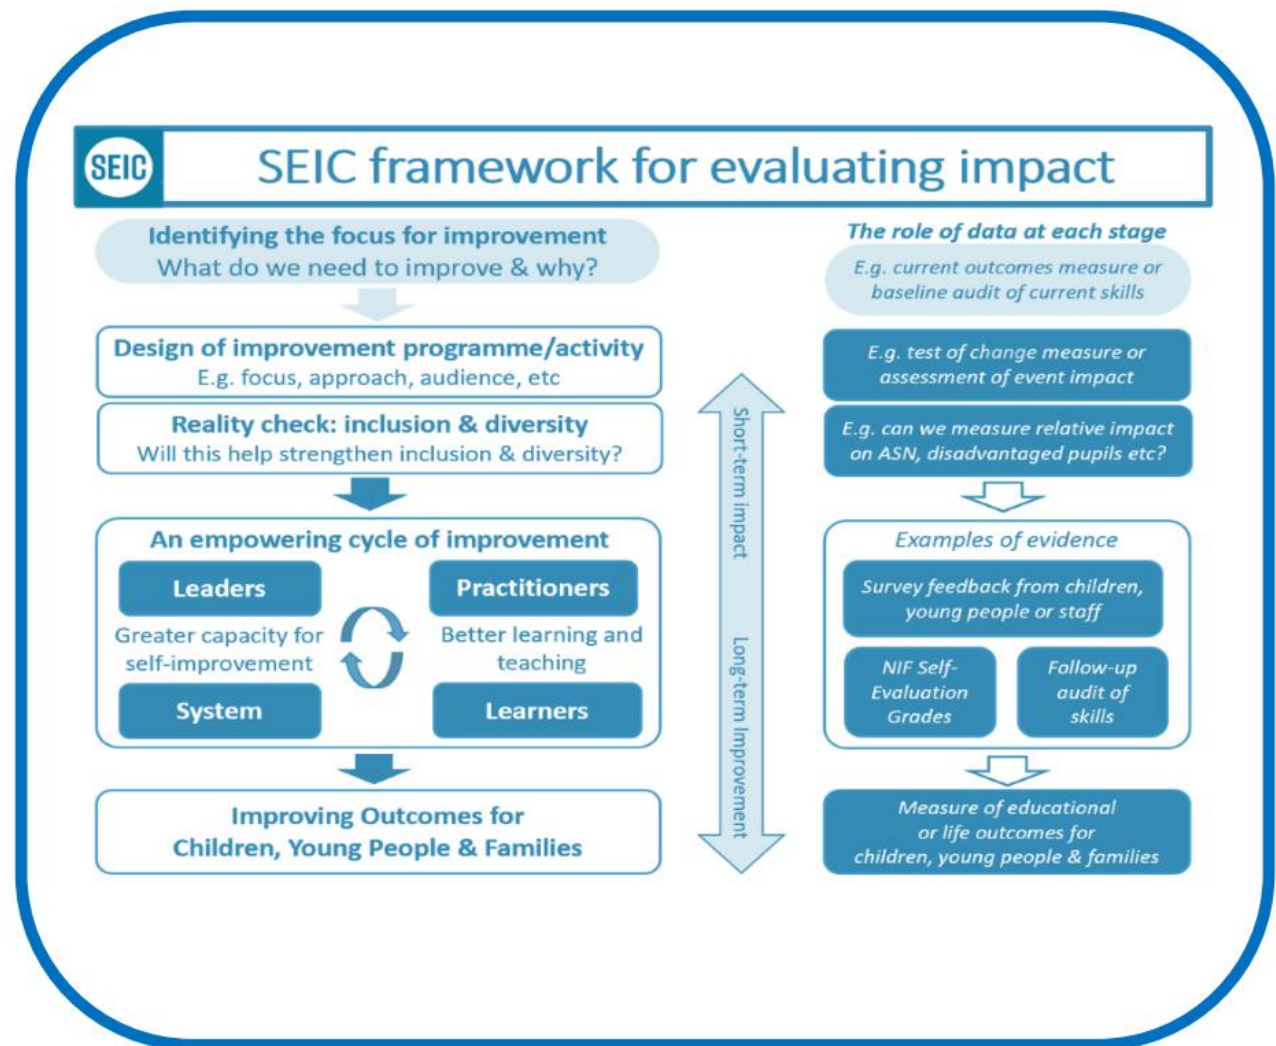 SEIC
SEIC framework for evaluating impact
Identifying the focus for improvement
What do we need to improve & why?
Design of improvement programme/activity
E.g. focus, approach, audience, etc
Reality check: inclusion & diversity
Will this help strengthen inclusion & diversity?
An empowering cycle of improvement
Leaders
Practitioners
Greater capacity for
self-improvement
Better learning and
teaching
System
Learners
Improving Outcomes for
Children, Young People & Families
Short-term impact
Long-term Improvement
The role of data at each stage
E.g. current outcomes measure or
baseline audit of current skills
E.g. test of change measure or
assessment of event impact
E.g. can we measure relative impact
on ASN, disadvantaged pupils etc?
Examples of evidence
Survey feedback from children,
young people or staff
NIF Self-
Evaluation
Grades
Follow-up
audit of
skills
Measure of educational
or life outcomes for
children, young people & families